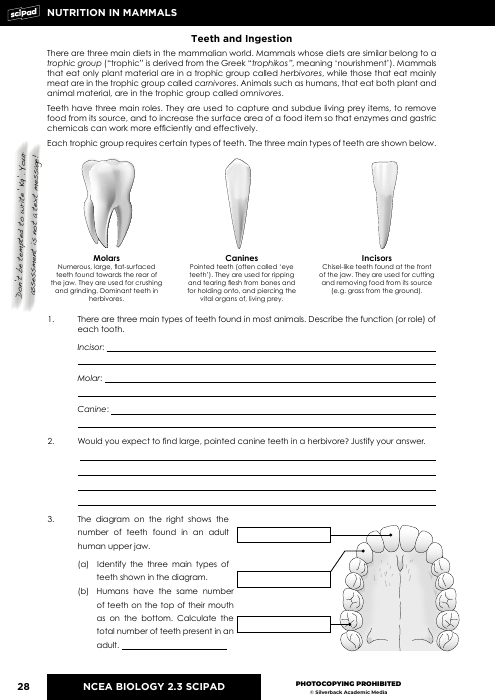 scipad NUTRITION IN MAMMALS
Teeth and Ingestion
There are three main diets in the mammalian world. Mammals whose diets are similar belong to a
trophic group (“trophic” is derived from the Greek “trophikos”, meaning ‘nourishment’). Mammals
that eat only plant material are in a trophic group called herbivores, while those that eat mainly
meat are in the trophic group called carnivores. Animals such as humans, that eat both plant and
animal material, are in the trophic group called omnivores.
Teeth have three main roles. They are used to capture and subdue living prey items, to remove
food from its source, and to increase the surface area of a food item so that enzymes and gastric
chemicals can work more efficiently and effectively.
Each trophic group requires certain types of teeth. The three main types of teeth are shown below.
Don't be tempted to write 'kg'. Your
assessment is not a text message!
Molars
Numerous, large, flat-surfaced
teeth found towards the rear of
the jaw. They are used for crushing
and grinding. Dominant teeth in
herbivores.
Canines
Pointed teeth (often called ‘eye
teeth’). They are used for ripping
and tearing flesh from bones and
for holding onto, and piercing the
vital organs of, living prey.
Incisors
Chisel-like teeth found at the front
of the jaw. They are used for cutting
and removing food from its source
(e.g. grass from the ground).
1. There are three main types of teeth found in most animals. Describe the function (or role) of
each tooth.
Incisor:
Molar:
Canine:
2. Would you expect to find large, pointed canine teeth in a herbivore? Justify your answer.
3. The diagram on the right shows the
number of teeth found in an adult
human upper jaw.
(a) Identify the three main types of
teeth shown in the diagram.
(b) Humans have the same number
of teeth on the top of their mouth
as on the bottom. Calculate the
total number of teeth present in an
adult.
28 NCEA BIOLOGY 2.3 SCIPAD
PHOTOCOPYING PROHIBITED
© Silverback Academic Media